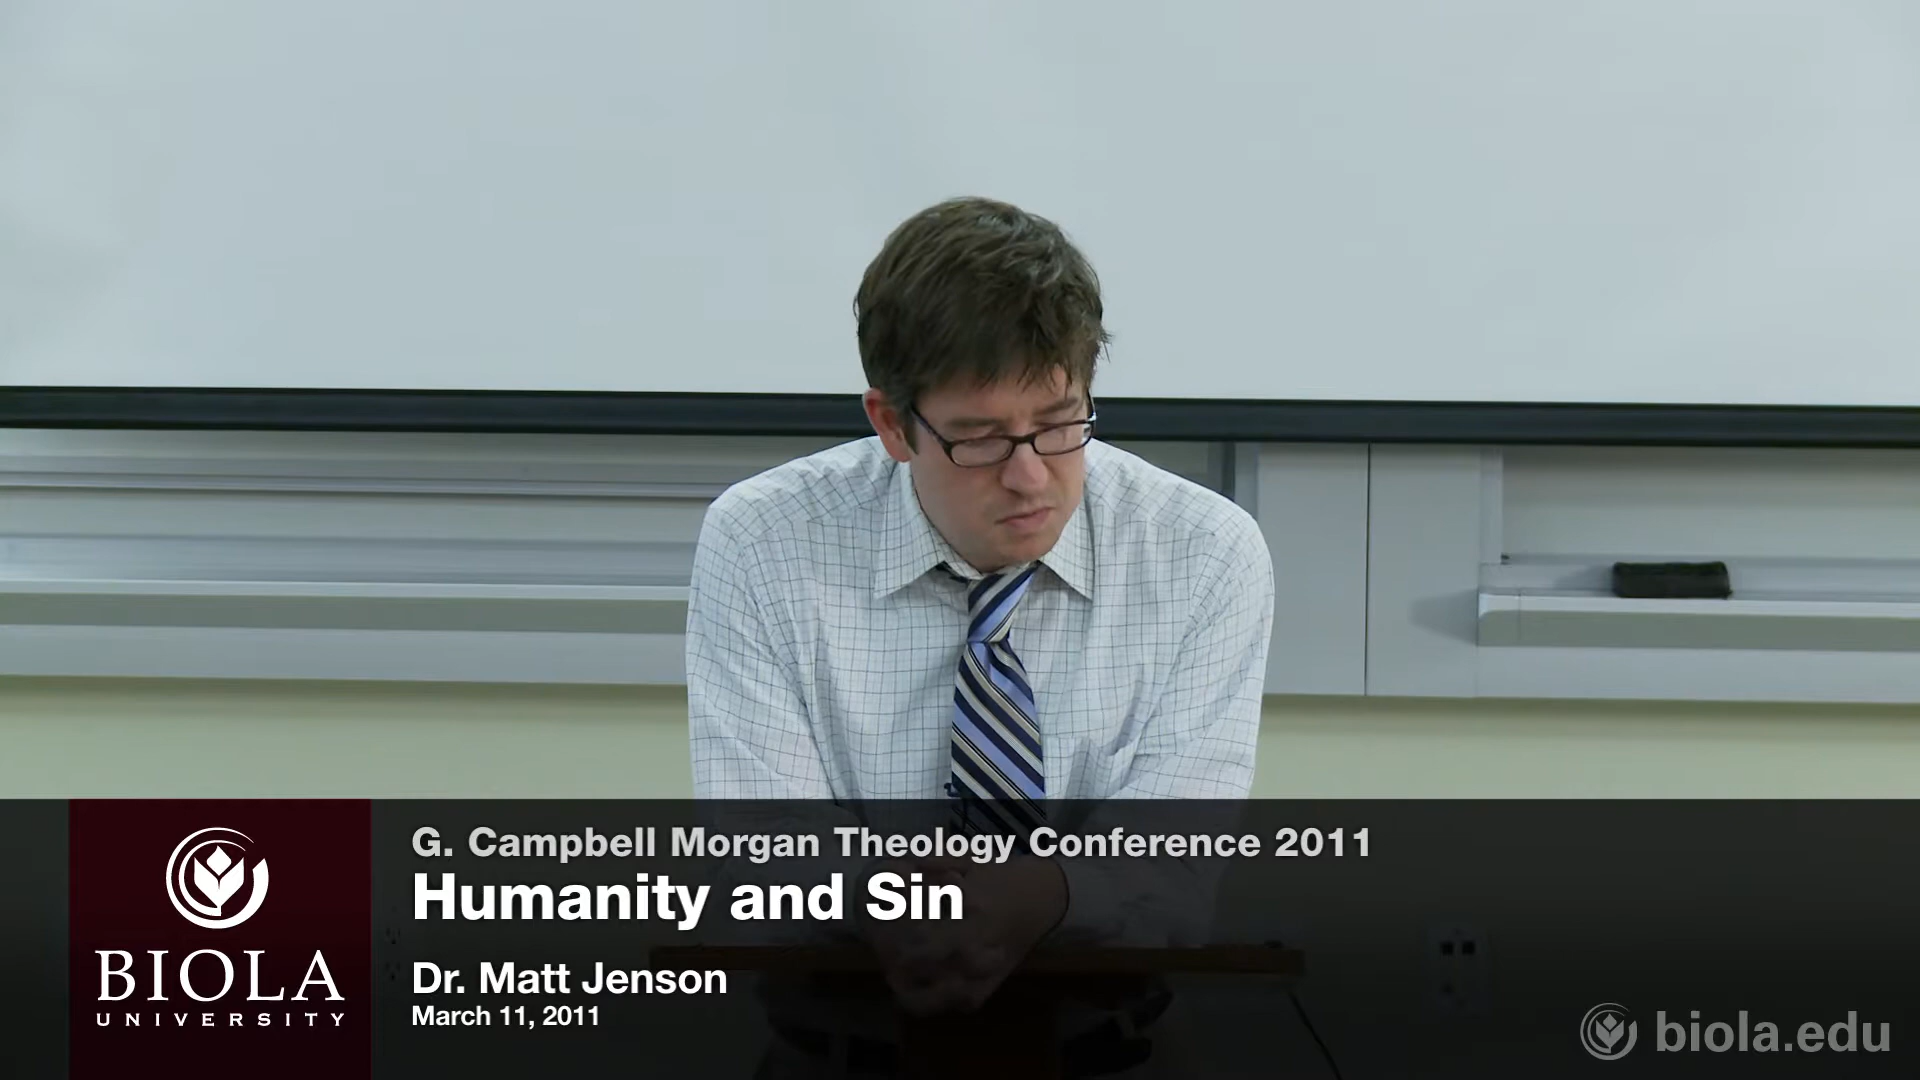 G. Campbell Morgan Theology Conference 2011
Humanity and Sin
Dr. Matt Jenson
March 11, 2011
BIOLA
UNIVERSITY
biola.edu